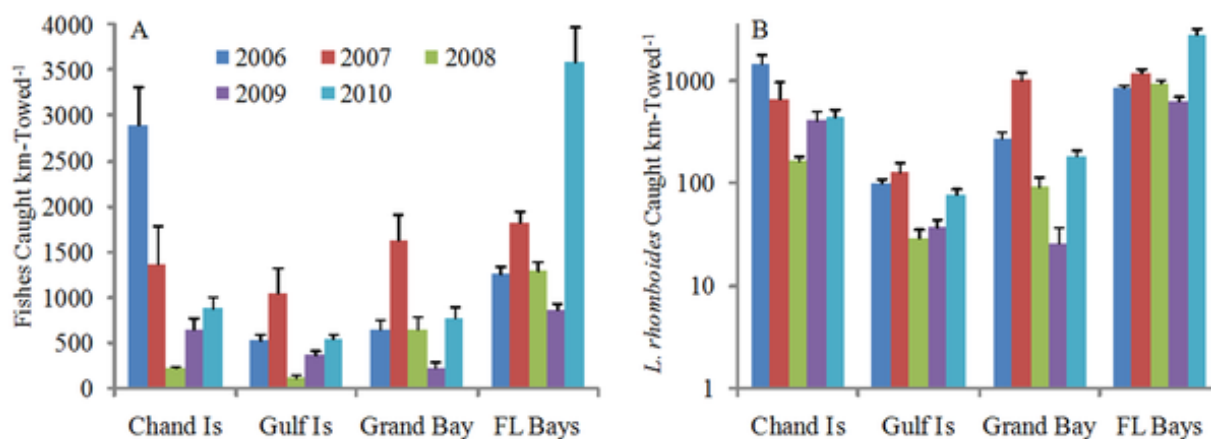 A
Fishes Caught km-Towed⁻¹
4000
3500
3000
2500
2000
1500
1000
500
0
2006 2007 2008
2009 2010
Chand Is Gulf Is Grand Bay FL Bays
B
L. rhomboides Caught km-Towed⁻¹
1000
100
10
1
Chand Is Gulf Is Grand Bay FL Bays